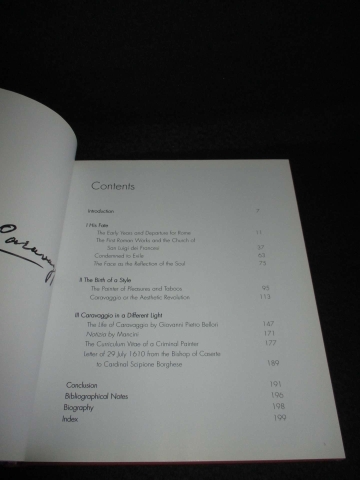 Caravagg
Contents
Introduction 7
I His Fate
The Early Years and Departure for Rome 11
The First Roman Works and the Church of
San Luigi dei Francesi 37
Condemned to Exile 63
The Face as the Reflection of the Soul 75
II The Birth of a Style
The Painter of Pleasures and Tabous 95
Caravaggio or the Aesthetic Revolution 113
III Caravaggio in a Different Light
The Life of Caravaggio by Giovanni Pietro Bellori 147
Notizia by Mancini 171
The Curriculum Vitae of a Criminal Painter 177
Letter of 29 July 1610 from the Bishop of Caserte
to Cardinal Scipione Borghese 189
Conclusion 191
Bibliographical Notes 196
Biography 198
Index 199